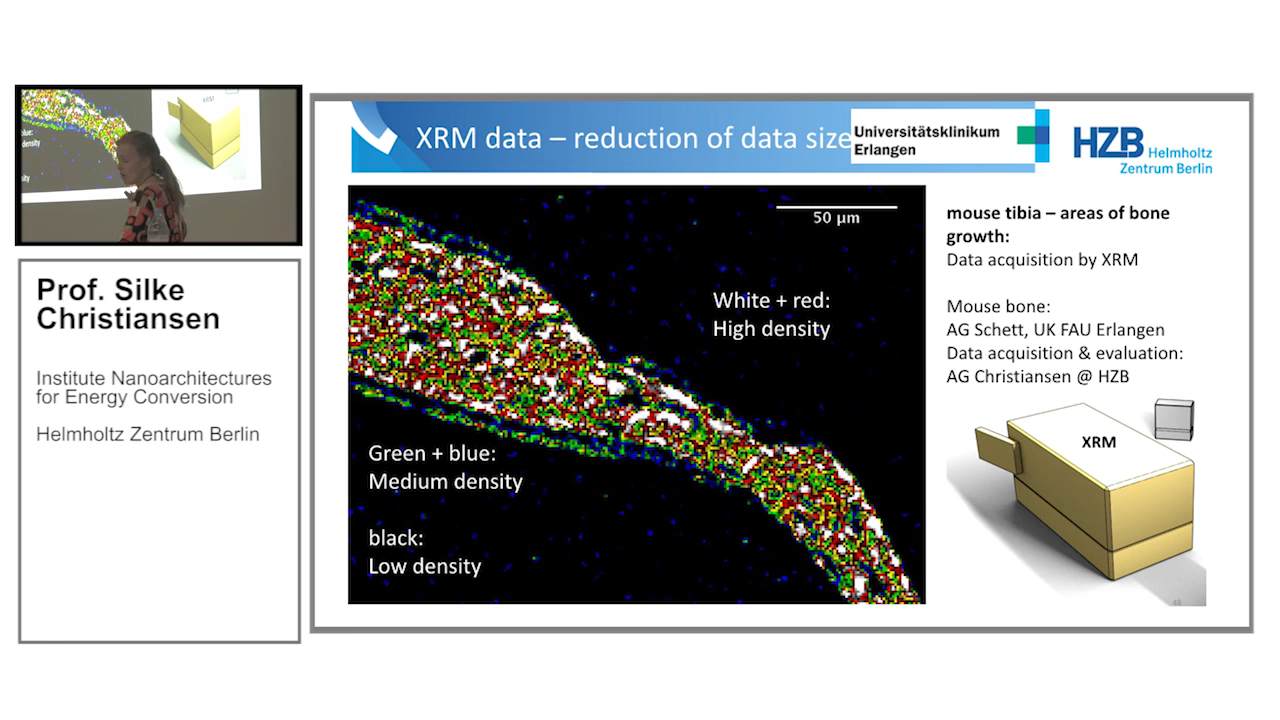 XRM
blue:
density
Prof. Silke
Christiansen
Institute Nanoarchitectures
for Energy Conversion
Helmholtz Zentrum Berlin
XRM data – reduction of data size
Universitätsklinikum
Erlangen
HZB Helmholtz
Zentrum Berlin
50 µm
White + red:
High density
Green + blue:
Medium density
black:
Low density
mouse tibia – areas of bone
growth:
Data acquisition by XRM
Mouse bone:
AG Schett, UK FAU Erlangen
Data acquisition & evaluation:
AG Christiansen @ HZB
XRM